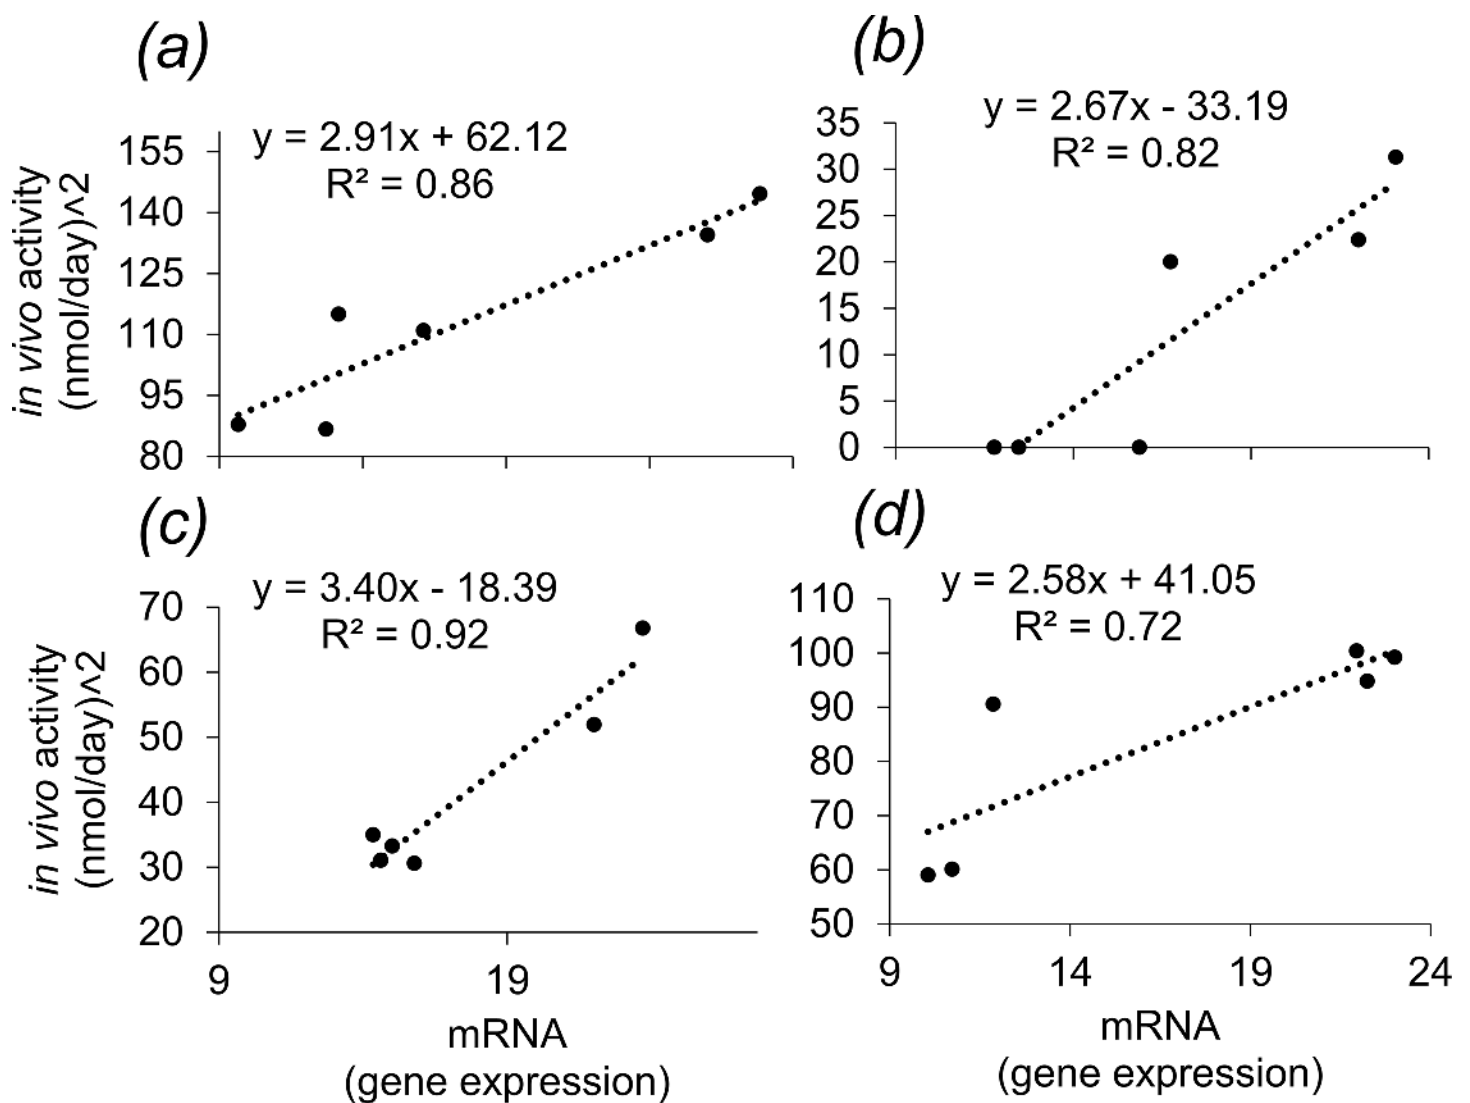 (a)
y = 2.91x + 62.12
R² = 0.86
155
140
125
110
95
80
in vivo activity
(nmol/day)^2
(b)
y = 2.67x - 33.19
R² = 0.82
35
30
25
20
15
10
5
0
(c)
y = 3.40x - 18.39
R² = 0.92
70
60
50
40
30
20
in vivo activity
(nmol/day)^2
9 19
mRNA
(gene expression)
(d)
y = 2.58x + 41.05
R² = 0.72
110
100
90
80
70
60
50
9 14 19 24
mRNA
(gene expression)